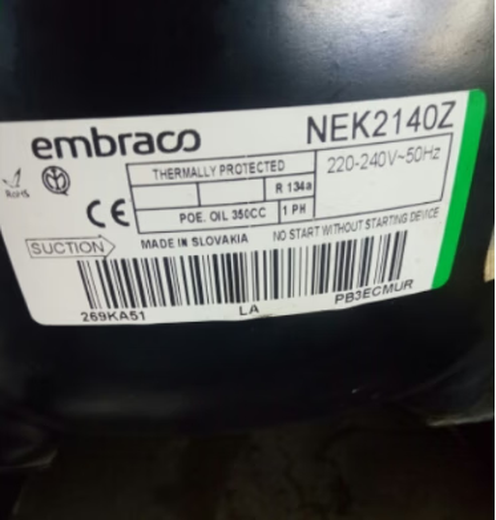 embraco
NEK2140Z
THERMALLY PROTECTED
220-240V~50Hz
R 134a
POE. OIL 350CC
1 PH
RoHS
CE
SUCTION
MADE IN SLOVAKIA
NO START WITHOUT STARTING DEVICE
269KA51
LA
PB3ECMUR